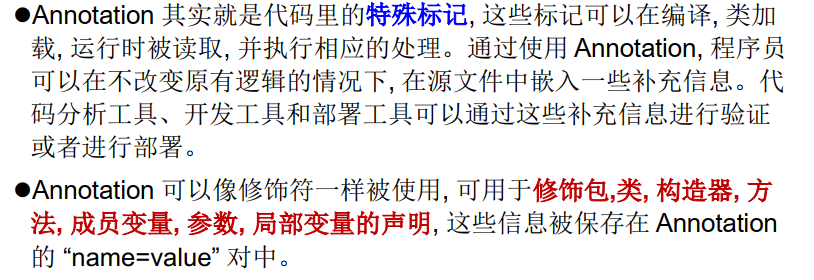 ●Annotation 其实就是代码里的特殊标记, 这些标记可以在编译, 类加
载, 运行时被读取, 并执行相应的处理。通过使用 Annotation, 程序员
可以在不改变原有逻辑的情况下, 在源文件中嵌入一些补充信息。代
码分析工具、开发工具和部署工具可以通过这些补充信息进行验证
或者进行部署。
●Annotation 可以像修饰符一样被使用, 可用于修饰包,类, 构造器, 方
法, 成员变量, 参数, 局部变量的声明, 这些信息被保存在 Annotation
的 “name=value” 对中。